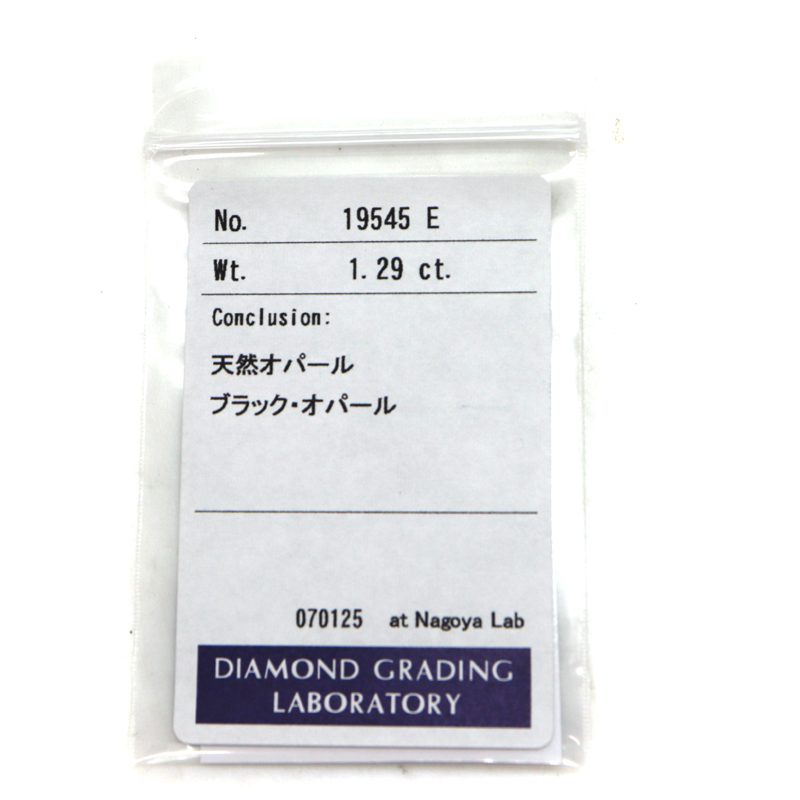 No. 19545 E
Wt. 1.29 ct.
Conclusion:
天然オパール
ブラック・オパール
070125 at Nagoya Lab
DIAMOND GRADING
LABORATORY